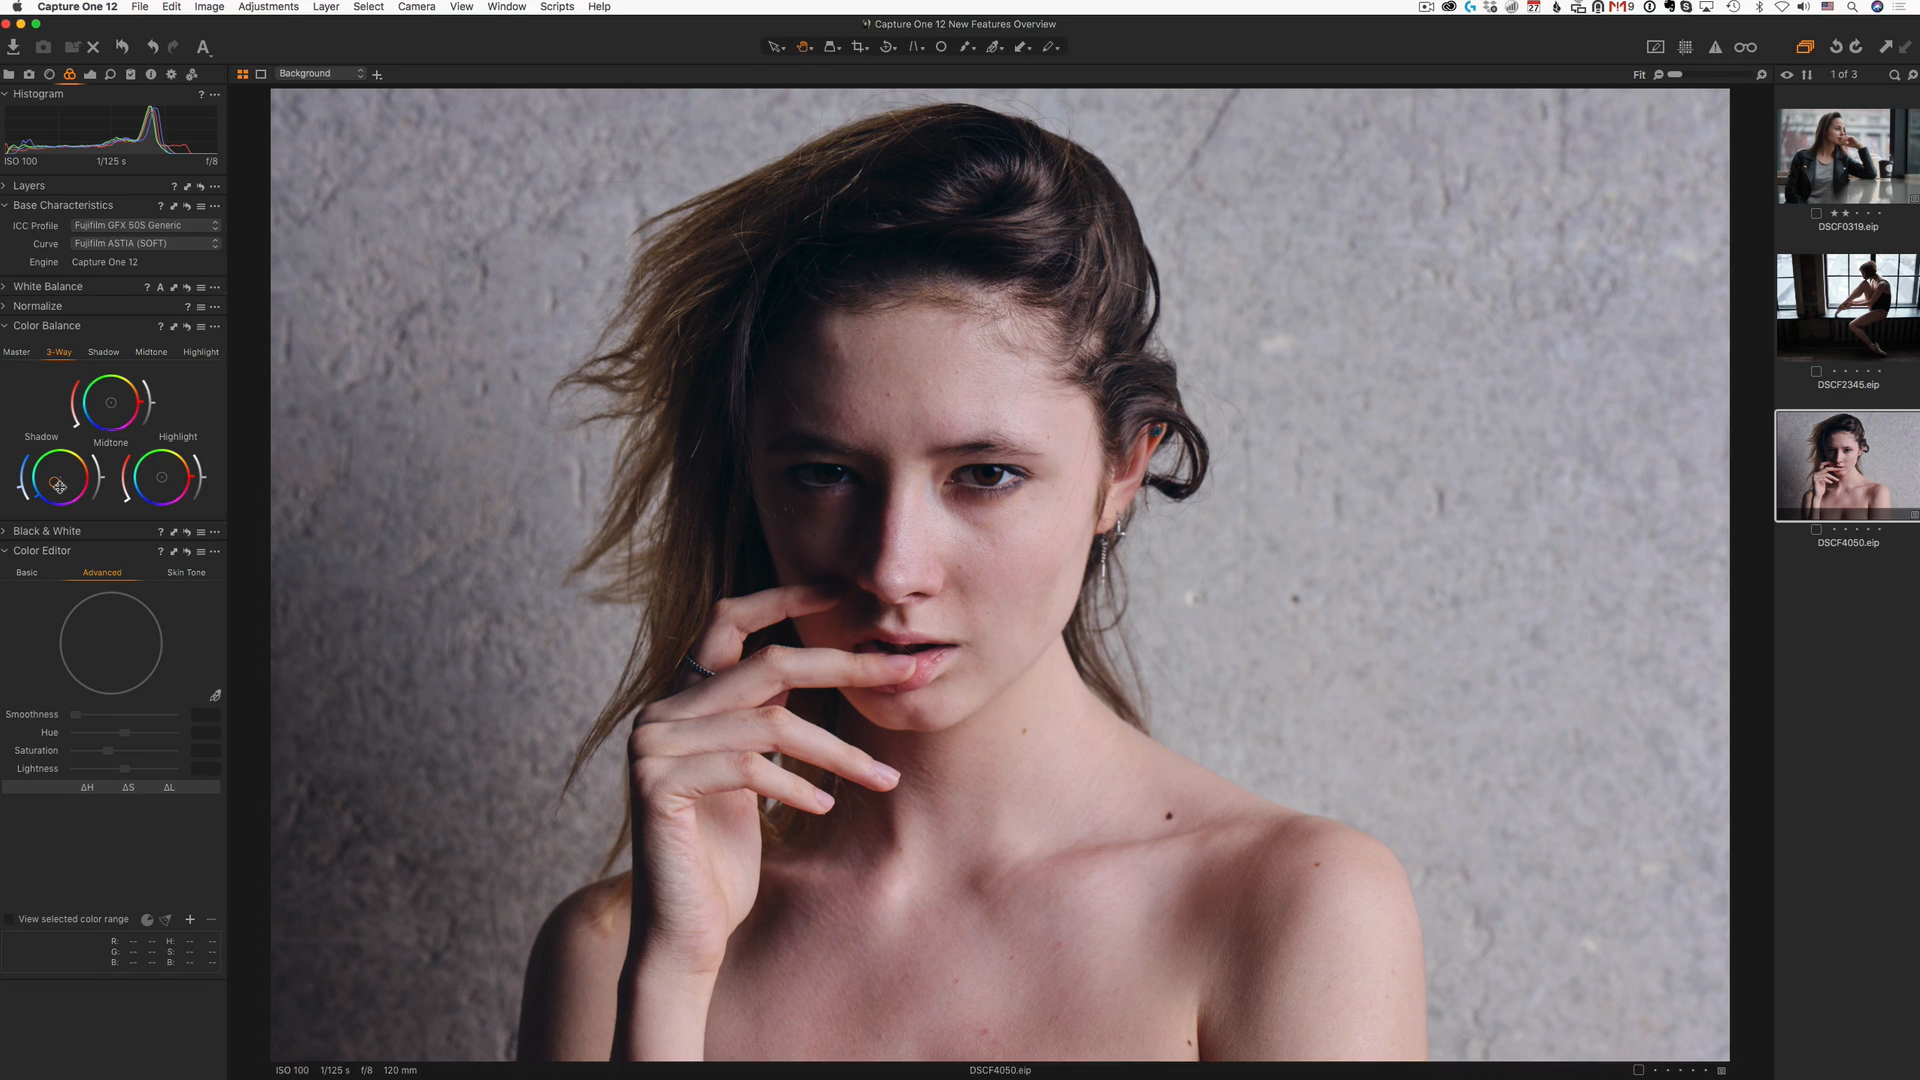 Capture One 12 File Edit Image Adjustments Layer Select Camera View Window Scripts Help
27
9
Capture One 12 New Features Overview
Background
Fit
1 of 3
Histogram
ISO 100 1/125 s f/8
Layers
Base Characteristics
ICC Profile Fujifilm GFX 50S Generic
Curve Fujifilm ASTIA (SOFT)
Engine Capture One 12
White Balance
Normalize
Color Balance
Master 3-Way Shadow Midtone Highlight
Shadow Midtone Highlight
Black & White
Color Editor
Basic Advanced Skin Tone
Smoothness
Hue
Saturation
Lightness
ΔH ΔS ΔL
View selected color range
R: -- -- H: -- --
G: -- -- S: -- --
B: -- -- B: -- --
ISO 100 1/125 s f/8 120 mm
DSCF4050.eip
DSCF0319.eip
DSCF2345.eip
DSCF4050.eip